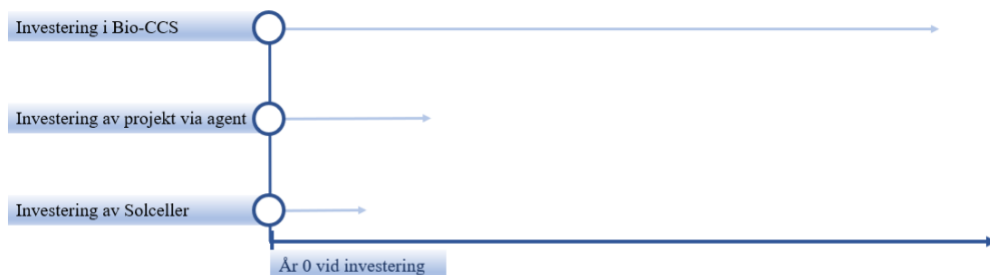 Investering i Bio-CCS
Investering av projekt via agent
Investering av Solceller
År 0 vid investering